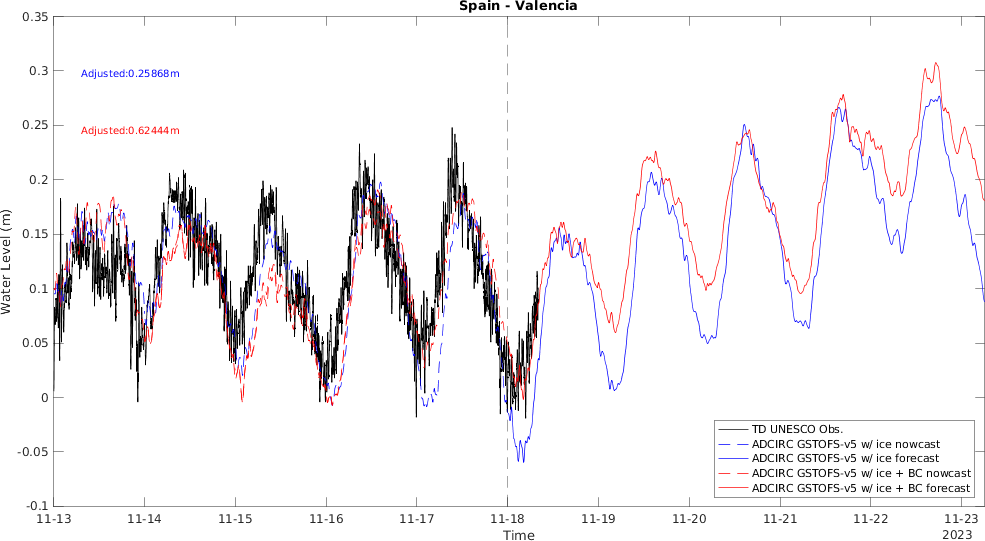 Spain - Valencia
0.35
0.3
0.25
0.2
0.15
0.1
0.05
0
-0.05
-0.1
Water Level (m)
Adjusted:0.25868m
Adjusted:0.62444m
TD UNESCO Obs.
ADCIRC GSTOFS-v5 w/ ice nowcast
ADCIRC GSTOFS-v5 w/ ice forecast
ADCIRC GSTOFS-v5 w/ ice + BC nowcast
ADCIRC GSTOFS-v5 w/ ice + BC forecast
11-13 11-14 11-15 11-16 11-17 11-18 11-19 11-20 11-21 11-22 11-23
Time
2023